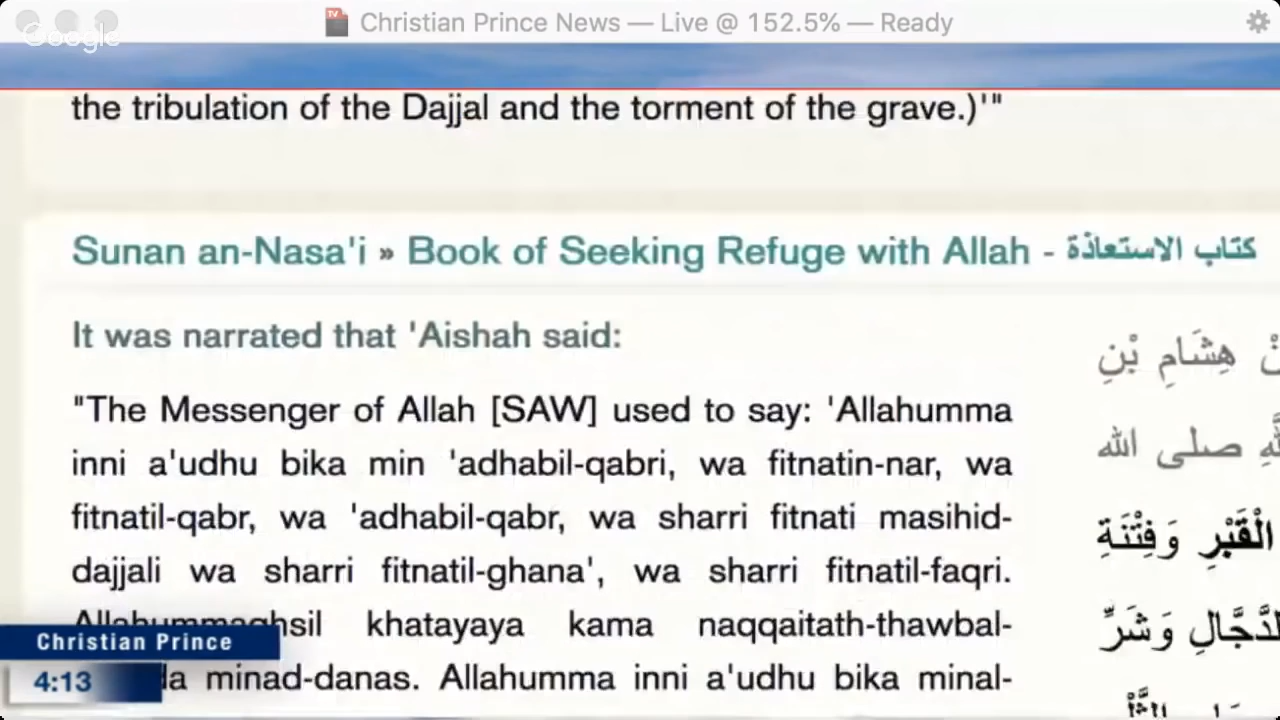 Christian Prince News — Live @ 152.5% — Ready
Google
the tribulation of the Dajjal and the torment of the grave.)'"
Sunan an-Nasa'i » Book of Seeking Refuge with Allah - كتاب الاستعاذة
It was narrated that 'Aishah said:
هِشَامِ بْنِ
"The Messenger of Allah [SAW] used to say: 'Allahumma
صلى الله
inni a'udhu bika min 'adhabil-qabri, wa fitnatin-nar, wa
fitnatil-qabr, wa 'adhabil-qabr, wa sharri fitnati masihid-
الْقَبْرِ وَفِتْنَةِ
dajjali wa sharri fitnatil-ghana', wa sharri fitnatil-faqri.
khatayaya kama naqqaitath-thawbal-
وَشَرِّ
minad-danas. Allahumma inni a'udhu bika minal-
Christian Prince
4:13